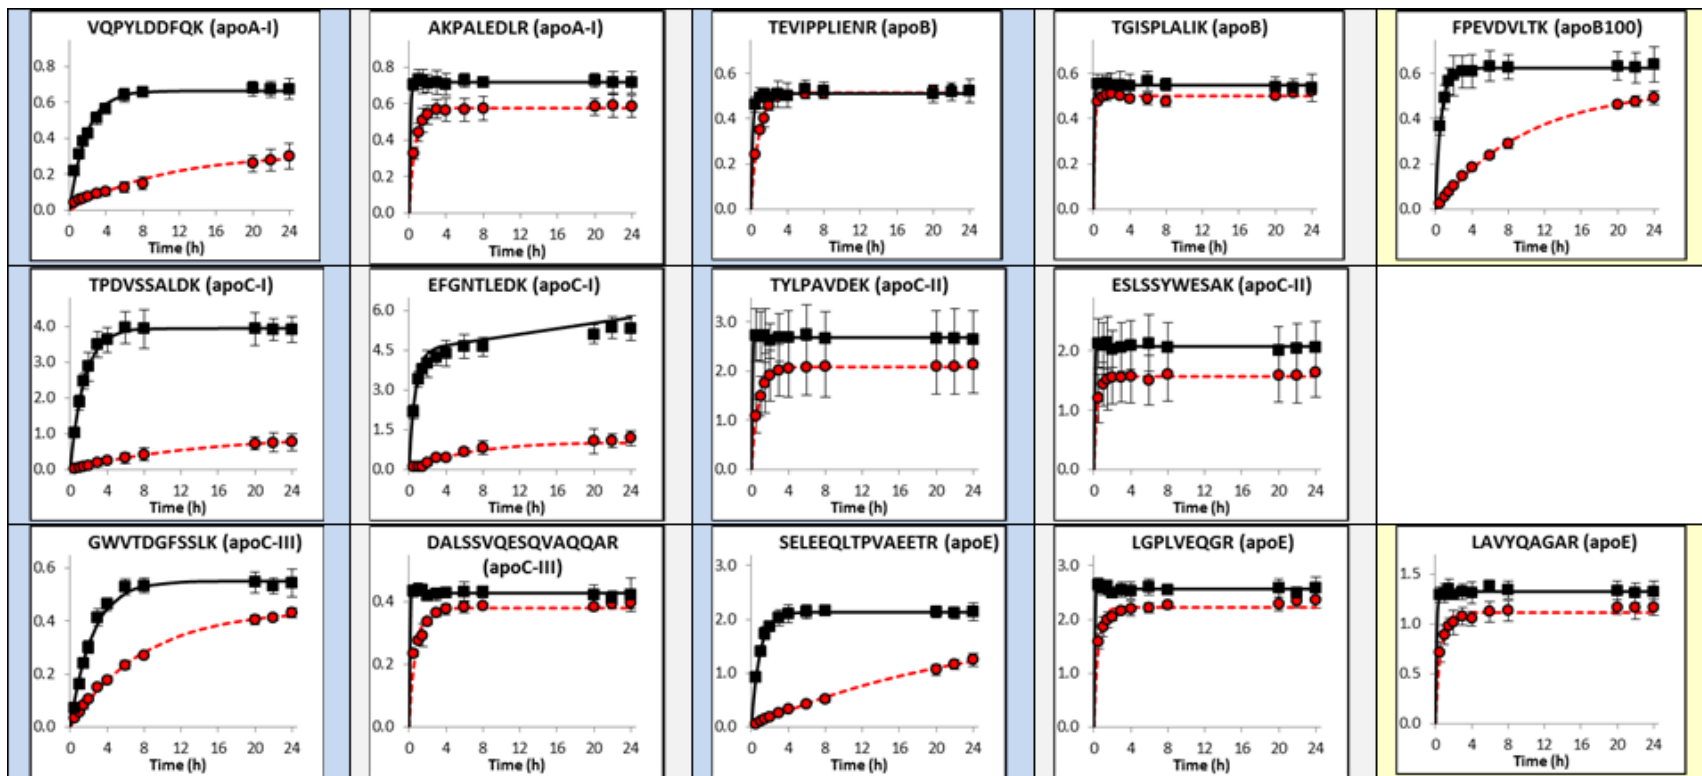 VQPYLDDFQK (apoA-I)
0.8
0.6
0.4
0.2
0.0
0 4 8 12 16 20 24
Time (h)
AKPALEDLR (apoA-I)
0.8
0.6
0.4
0.2
0.0
0 4 8 12 16 20 24
Time (h)
TEVIPPLIENR (apoB)
0.6
0.4
0.2
0.0
0 4 8 12 16 20 24
Time (h)
TGISPLALIK (apoB)
0.6
0.4
0.2
0.0
0 4 8 12 16 20 24
Time (h)
FPEVDVLTK (apoB100)
0.6
0.4
0.2
0.0
0 4 8 12 16 20 24
Time (h)
TPDVSSALDK (apoC-I)
4.0
3.0
2.0
1.0
0.0
0 4 8 12 16 20 24
Time (h)
EFGNTLEDK (apoC-I)
6.0
4.5
3.0
1.5
0.0
0 4 8 12 16 20 24
Time (h)
TYLPAVDEK (apoC-II)
3.0
2.0
1.0
0.0
0 4 8 12 16 20 24
Time (h)
ESLSSYWESAK (apoC-II)
2.0
1.0
0.0
0 4 8 12 16 20 24
Time (h)
GWVTDGFSSLK (apoC-III)
0.6
0.4
0.2
0.0
0 4 8 12 16 20 24
Time (h)
DALSSVQESQVAQQAR
(apoC-III)
0.4
0.2
0.0
0 4 8 12 16 20 24
Time (h)
SELEEQLTPVAEETR (apoE)
3.0
2.0
1.0
0.0
0 4 8 12 16 20 24
Time (h)
LGPLVEQGR (apoE)
3.0
2.0
1.0
0.0
0 4 8 12 16 20 24
Time (h)
LAVYQAGAR (apoE)
1.5
1.0
0.5
0.0
0 4 8 12 16 20 24
Time (h)